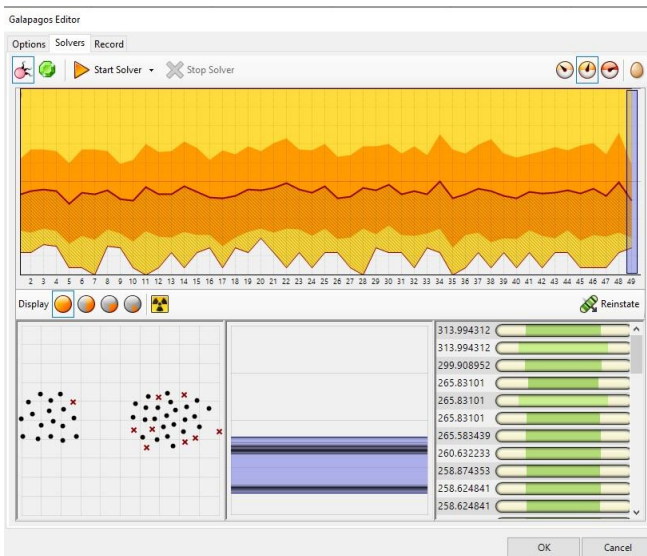 Galapagos Editor
Options Solvers Record
Start Solver Stop Solver
2 3 4 5 6 7 8 9 10 11 12 13 14 15 16 17 18 19 20 21 22 23 24 25 26 27 28 29 30 31 32 33 34 35 36 37 38 39 40 41 42 43 44 45 46 47 48 49
Display Reinstate
313.994312
313.994312
299.908952
265.83101
265.83101
265.83101
265.583439
260.632233
258.874353
258.624841
258.624841
OK Cancel